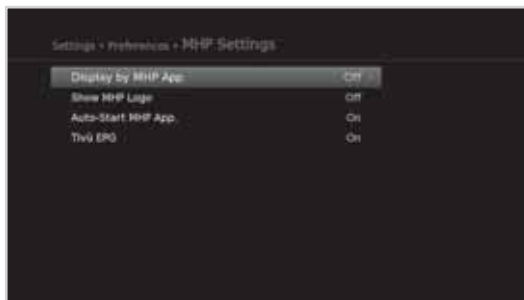 Settings • Preferences • MHP Settings
Display by MHP App. Off
Show MHP Logo Off
Auto-Start MHP App. On
Tivù EPG On